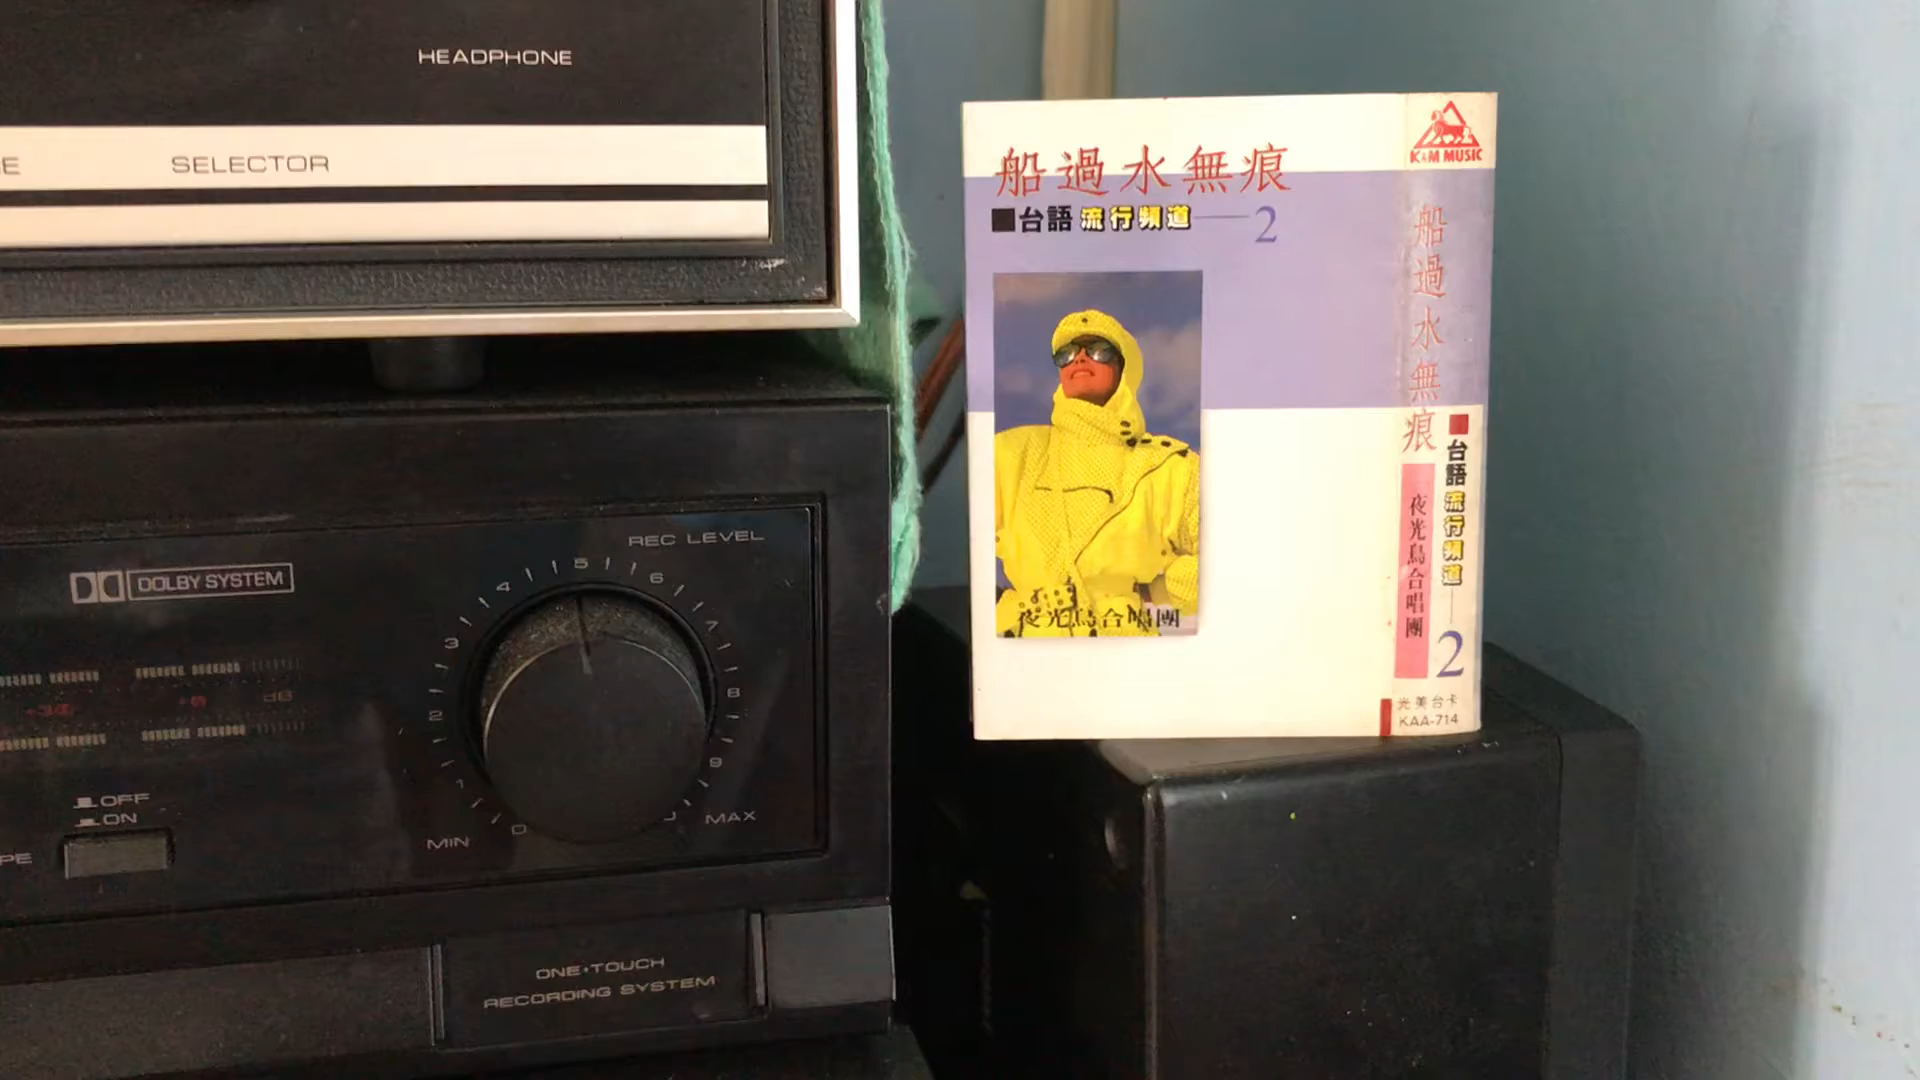 HEADPHONE
SELECTOR
DOLBY SYSTEM
REC LEVEL
0 1 2 3 4 5 6 7 8 9
MIN
MAX
dB
OFF
ON
ONE•TOUCH
RECORDING SYSTEM
船過水無痕
■台語流行頻道——2
夜光鳥合唱團
K&M MUSIC
船過水無痕
■台語流行頻道——2
夜光鳥合唱團
光美台卡
KAA-714